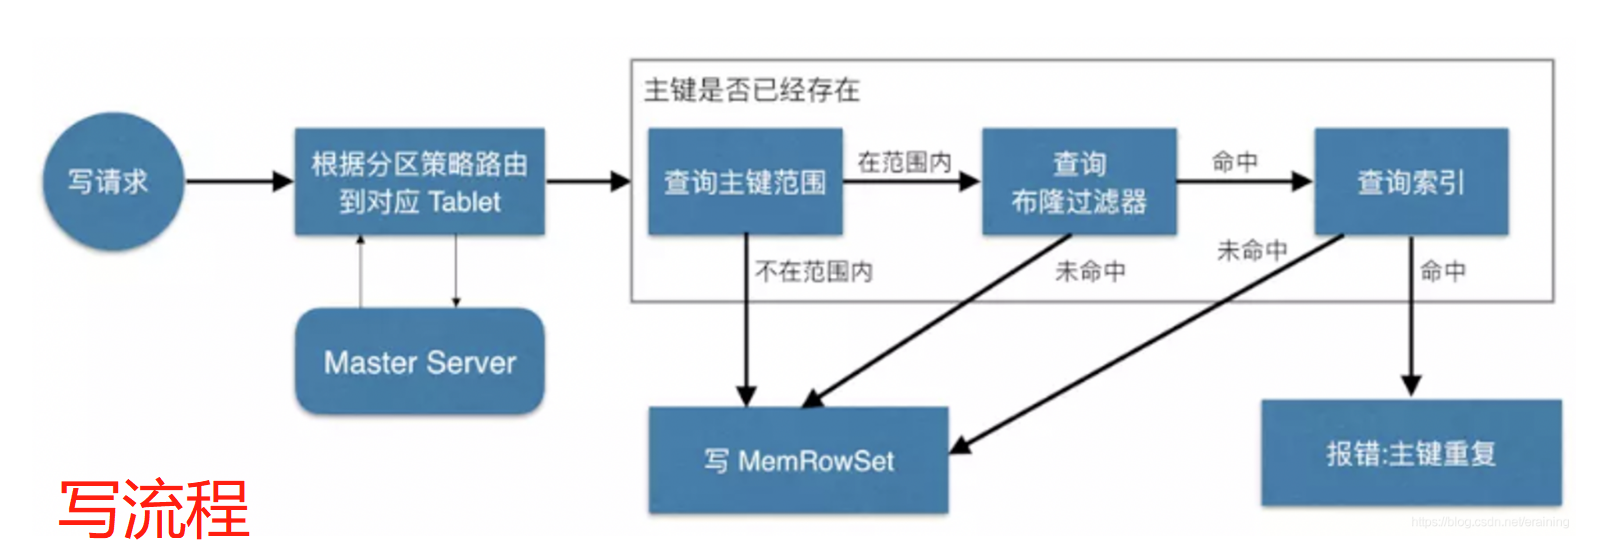 主键是否已经存在
写请求
根据分区策略路由
到对应 Tablet
查询主键范围
在范围内
查询
布隆过滤器
命中
查询索引
不在范围内
未命中
未命中
命中
Master Server
写 MemRowSet
报错:主键重复
写流程
https://blog.csdn.net/eraining